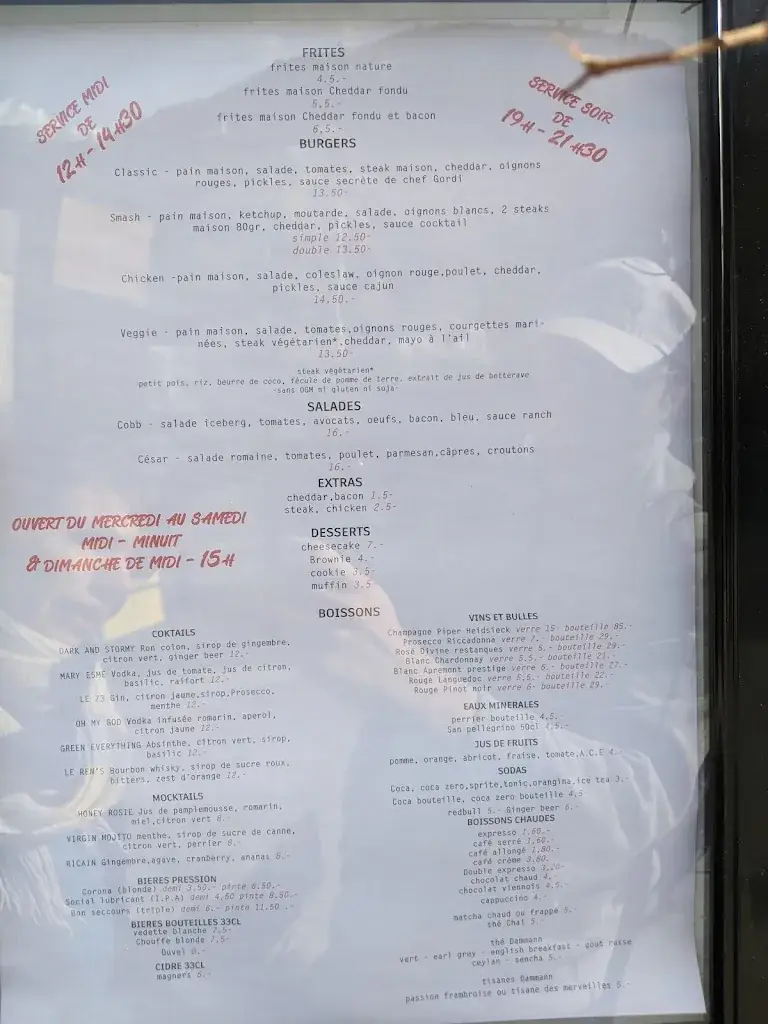 FRITES
frites maison nature
4.5.-
frites maison Cheddar fondu
5.5.-
frites maison Cheddar fondu et bacon
6,5.-
SERVICE MIDI
DE
12H - 14H30
SERVICE SOIR
DE
19H - 21H30
BURGERS
Classic - pain maison, salade, tomates, steak maison, cheddar, oignons
rouges, pickles, sauce secrète de chef Gordi
13.50-
Smash - pain maison, ketchup, moutarde, salade, oignons blancs, 2 steaks
maison 80gr, cheddar, pickles, sauce cocktail
simple 12.50-
double 13.50-
Chicken -pain maison, salade, coleslaw, oignon rouge,poulet, cheddar,
pickles, sauce cajun
14,50.-
Veggie - pain maison, salade, tomates,oignons rouges, courgettes mari-
nées, steak végétarien*,cheddar, mayo à l'ail
13.50-
steak végétarien*
petit pois, riz, beurre de coco, fécule de pomme de terre, extrait de jus de betterave
-sans OGM ni gluten ni soja-
SALADES
Cobb - salade iceberg, tomates, avocats, oeufs, bacon, bleu, sauce ranch
16.-
César - salade romaine, tomates, poulet, parmesan,câpres, croutons
16.-
EXTRAS
cheddar,bacon 1.5-
steak, chicken 2.5-
OUVERT DU MERCREDI AU SAMEDI
MIDI - MINUIT
& DIMANCHE DE MIDI - 15H
DESSERTS
cheesecake 7.-
Brownie 4.-
cookie 3.5-
muffin 3.5
BOISSONS
COKTAILS
DARK AND STORMY Ron colon, sirop de gingembre,
citron vert, ginger beer 12.-
MARY ESMÉ Vodka, jus de tomate, jus de citron,
basilic, raifort 12.-
LE 73 Gin, citron jaune,sirop,Prosecco,
menthe 12.-
OH MY GOD Vodka infusée romarin, aperol,
citron jaune 12.-
GREEN EVERYTHING Absinthe, citron vert, sirop,
basilic 12.-
LE REN'S Bourbon whisky, sirop de sucre roux,
bitters, zest d'orange 12.-
MOCKTAILS
HONEY ROSIE Jus de pamplemousse, romarin,
miel,citron vert 6.-
VIRGIN MOJITO menthe, sirop de sucre de canne,
citron vert, perrier 6.-
RICAIN Gingembre,agave, cranberry, ananas 6.-
BIERES PRESSION
Corona (blonde) demi 3.50.- pinte 6.50.-
Social lubricant (I.P.A) demi 4.50 pinte 8.50.-
Bon secours (triple) demi 6.- pinte 11.50 .-
BIERES BOUTEILLES 33CL
vedette blanche 7.5-
Chouffe blonde 7.5-
Duvel
CIDRE 33CL
magners 6.-
VINS ET BULLES
Champagne Piper Heidsieck verre 15- bouteille 85.-
Prosecco Riccadonna verre 7.- bouteille 29.-
Rosé Divine restanques verre 5.- bouteille 29.-
Blanc Chardonnay verre 5.5.- bouteille 21.-
Blanc Apremont prestige verre 6.- bouteille 27.-
Rouge Languedoc verre 5,5.- bouteille 22.-
Rouge Pinot noir verre 6- bouteille 29.-
EAUX MINERALES
perrier bouteille 4.5.-
San pellegrino 50cl
JUS DE FRUITS
pomme, orange, abricot, fraise, tomate,A.C.E 4.-
SODAS
Coca, coca zero,sprite,tonic,orangina,ice tea 3.-
Coca bouteille, coca zero bouteille 4.5
redbull 5.- Ginger beer 6.-
BOISSONS CHAUDES
expresso 1.60.-
café serré 1,60.-
café allongé 1,80.-
café crème 3.80.
Double expresso 3,20-
chocolat chaud 4.-
chocolat viennois 4.5.-
cappuccino 4.-
matcha chaud ou frappé 5.-
thé Chai 5.-
thé Dammann
vert - earl grey - english breakfast - gout russe
ceylan - sencha 5.-
tisanes Dammann
passion framboise ou tisane des merveilles 5.-